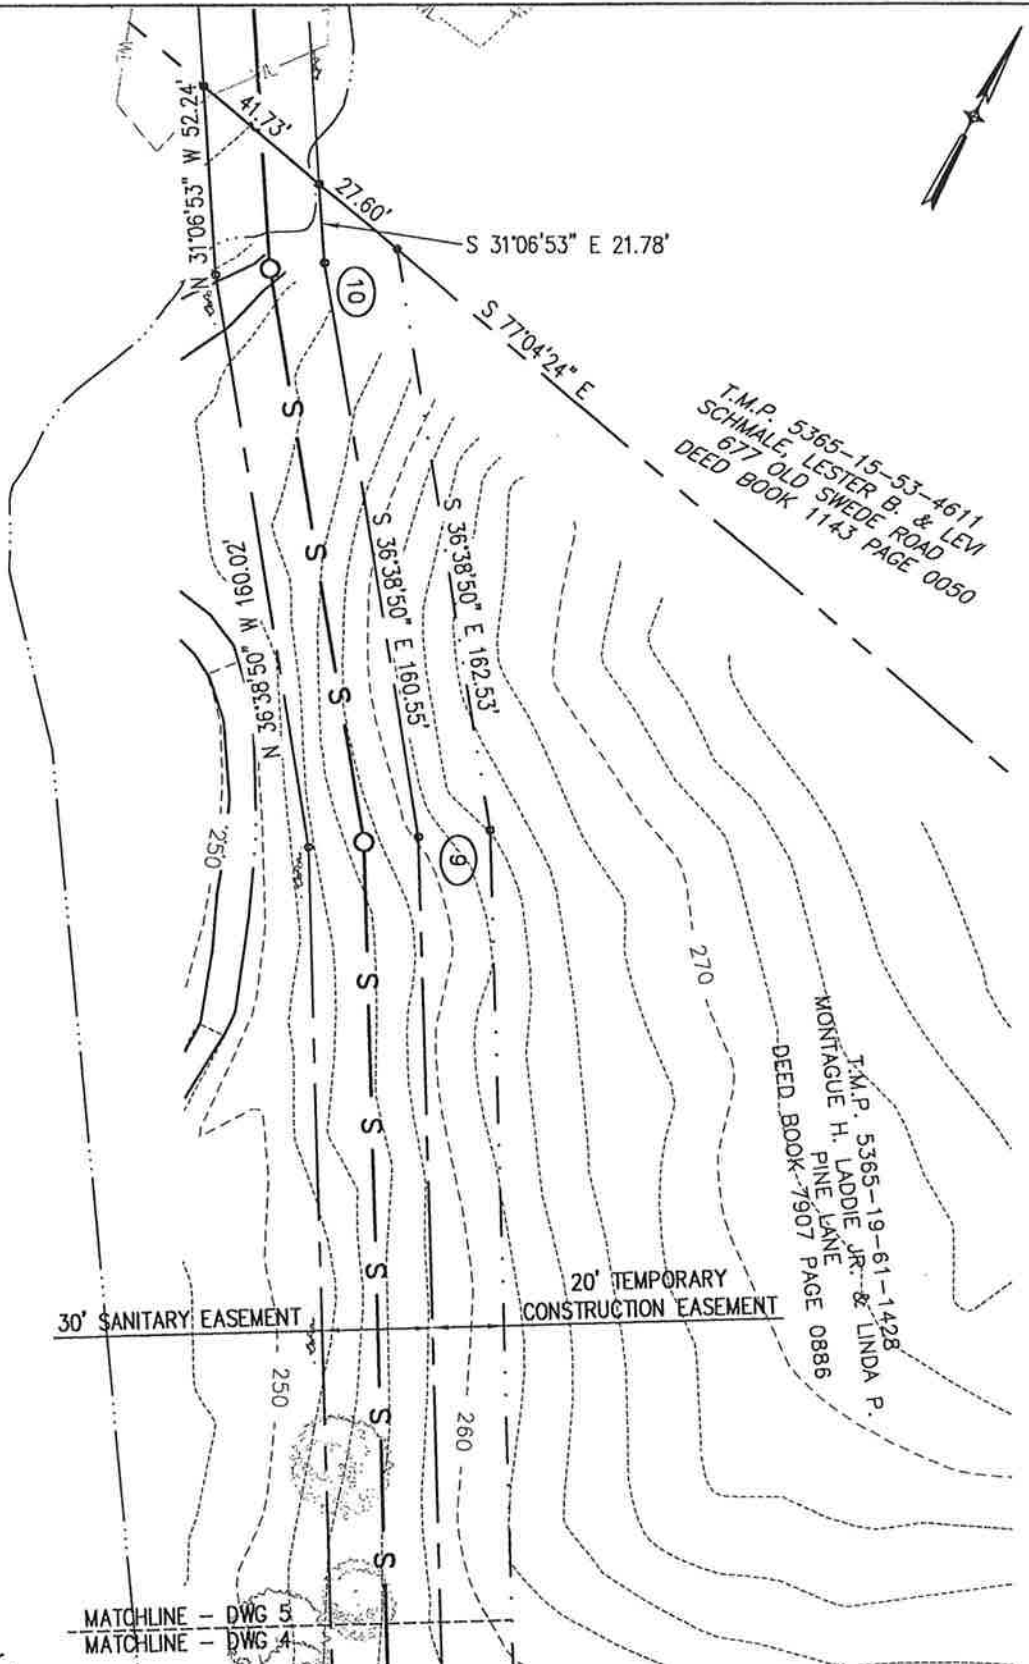 41.73'
N 31°06'53" W 52.24'
27.60'
S 31°06'53" E 21.78'
10
S 77°04'24" E
T.M.P. 5365-15-53-4611
SCHMALE, LESTER B. & LEVI
677 OLD SWEDE ROAD
DEED BOOK 1143 PAGE 0050
S
S
S
N 36°38'50" W 160.02'
S 36°38'50" E 160.55'
S 36°38'50" E 162.53'
9
250
270
T.M.P. 5365-19-61-1428
MONTAGUE H. LADDIE JR. & LINDA P.
PINE LANE
DEED BOOK 7907 PAGE 0886
S
S
S
30' SANITARY EASEMENT
20' TEMPORARY
CONSTRUCTION EASEMENT
250
260
S
S
MATCHLINE - DWG 5
MATCHLINE - DWG 4